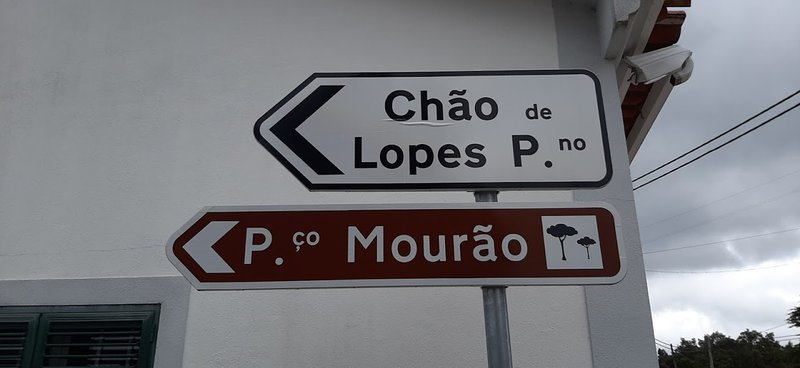 Chão de
Lopes P.no
P.ço Mourão